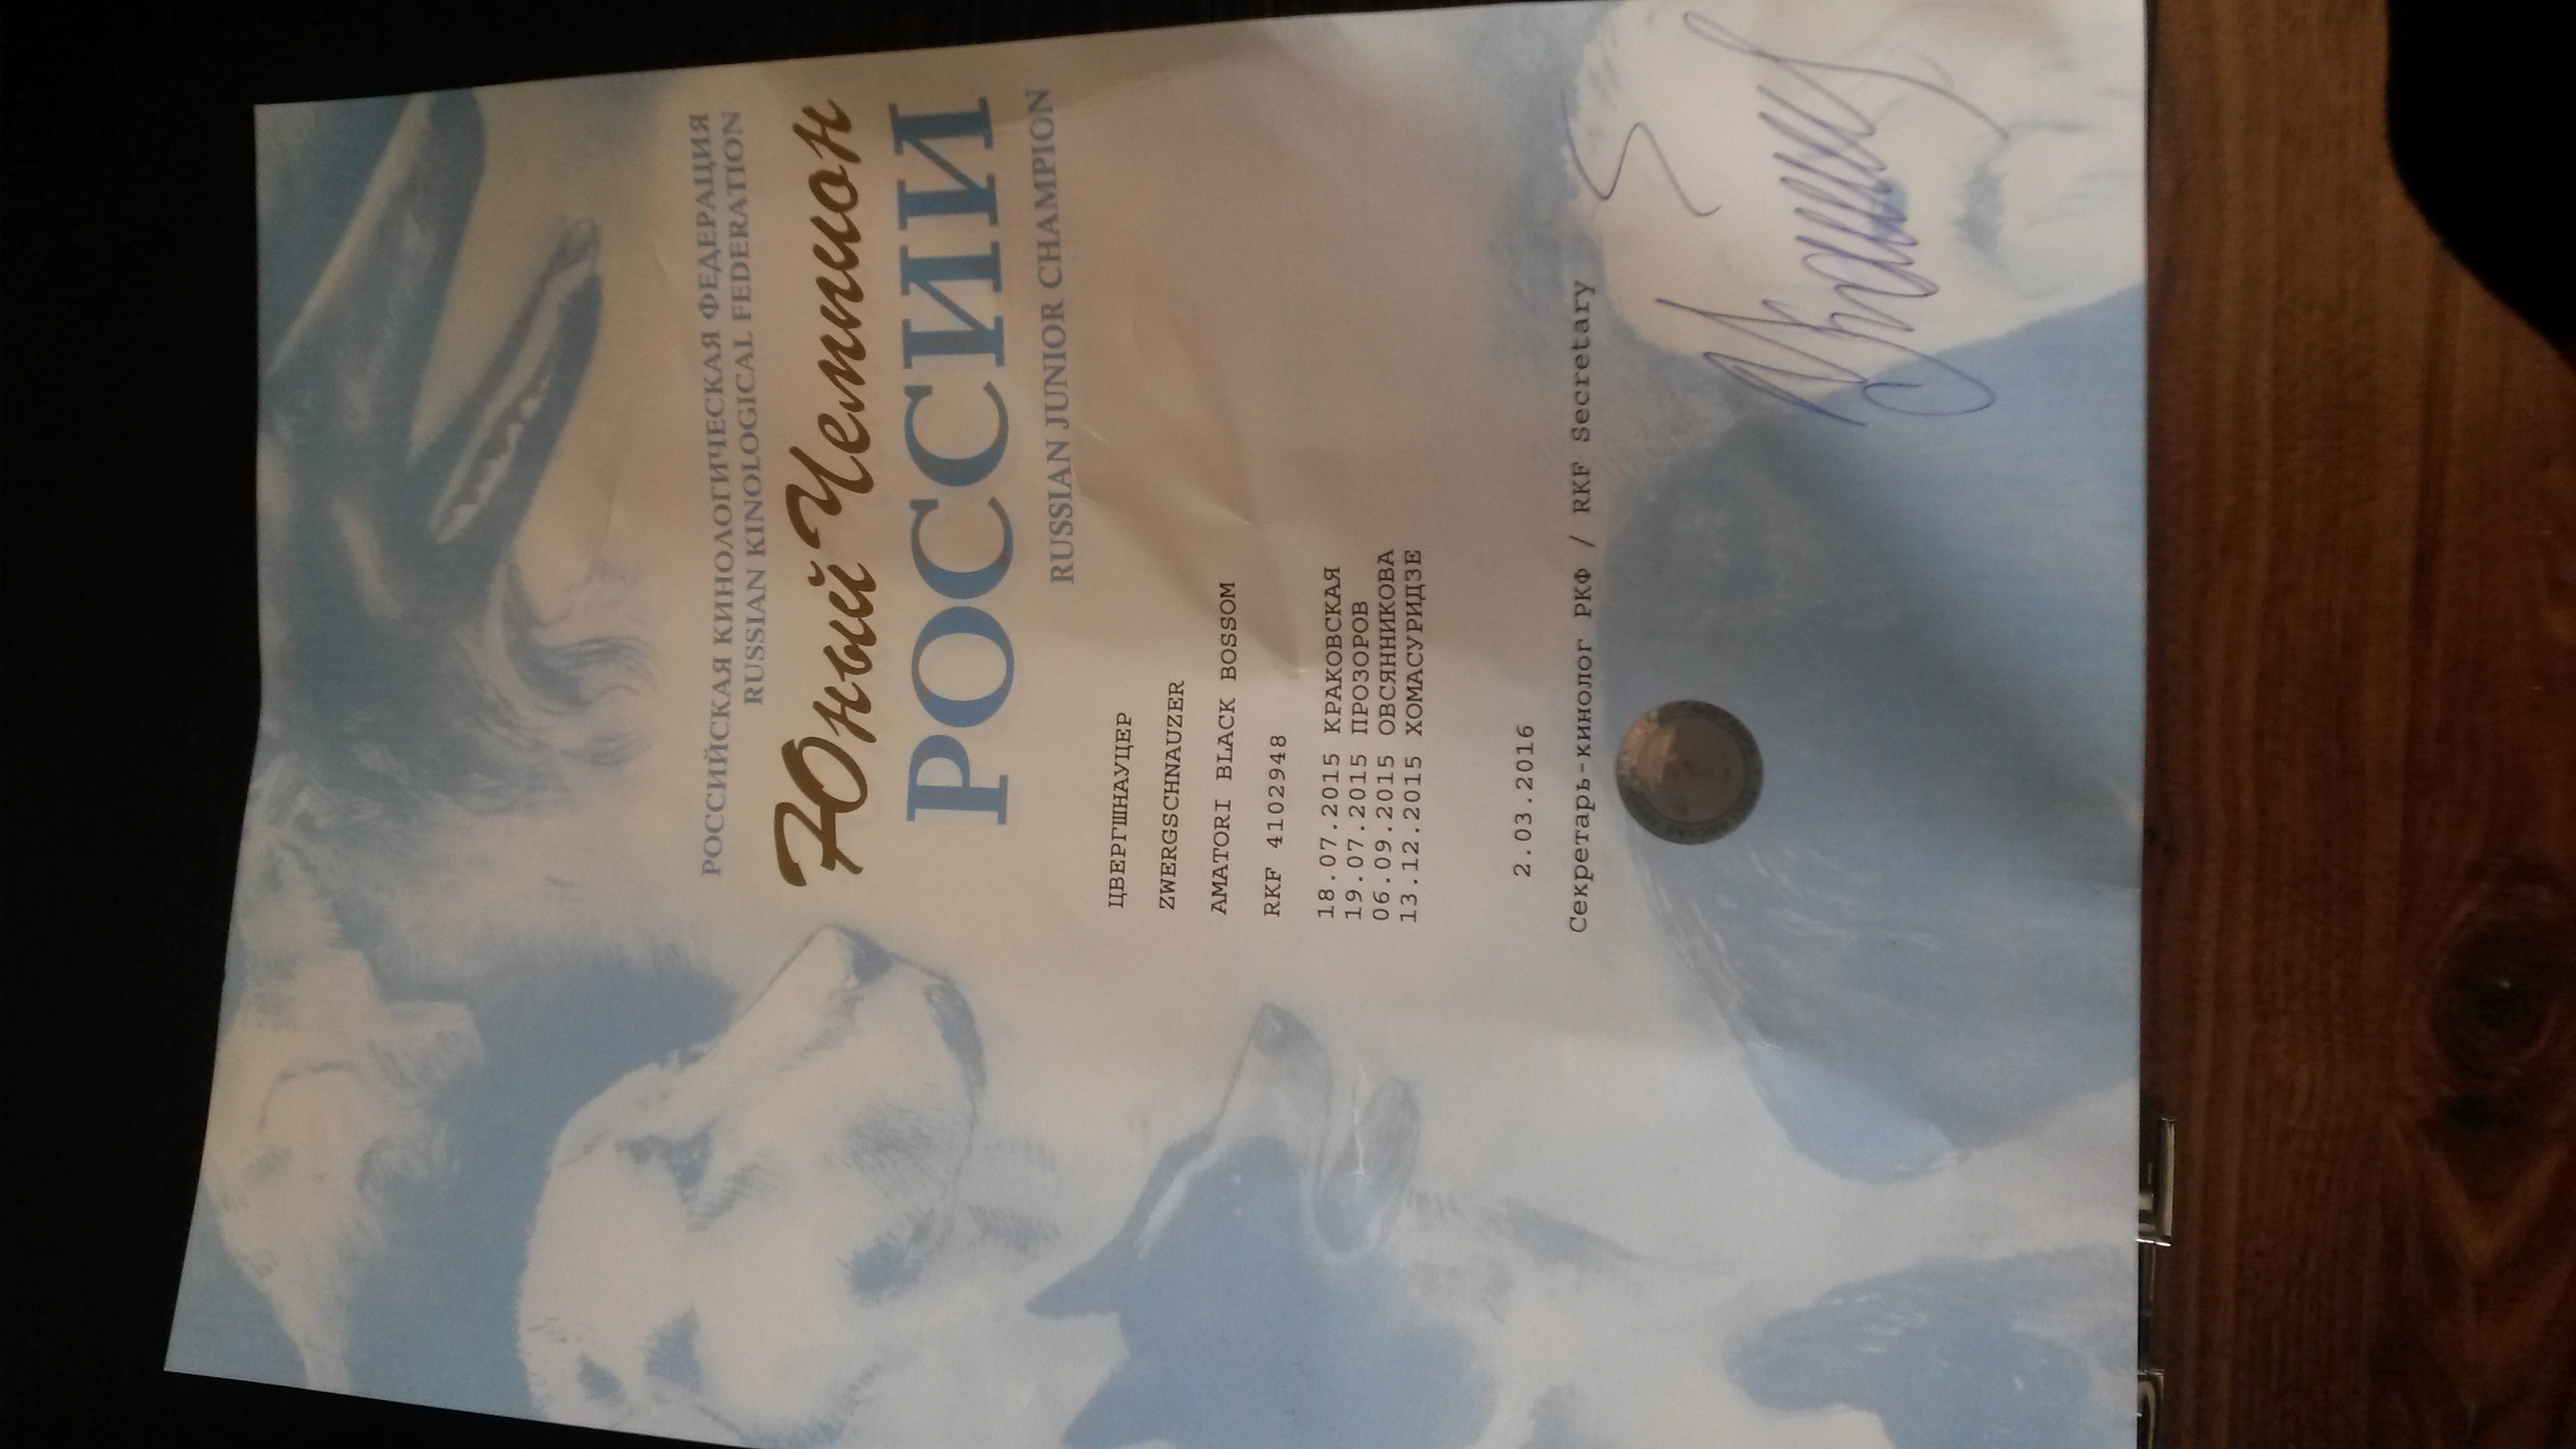 РОССИЙСКАЯ КИНОЛОГИЧЕСКАЯ ФЕДЕРАЦИЯ
RUSSIAN KINOLOGICAL FEDERATION
Юный Чемпион
РОССИИ
RUSSIAN JUNIOR CHAMPION
ЦВЕРГШНАУЦЕР
ZWERGSCHNAUZER
AMATORI BLACK BOSSOM
RKF 4102948
18.07.2015 КРАКОВСКАЯ
19.07.2015 ПРОЗОРОВ
06.09.2015 ОВСЯННИКОВА
13.12.2015 ХОМАСУРИДЗЕ
2.03.2016
Секретарь-кинолог РКФ / RKF Secretary